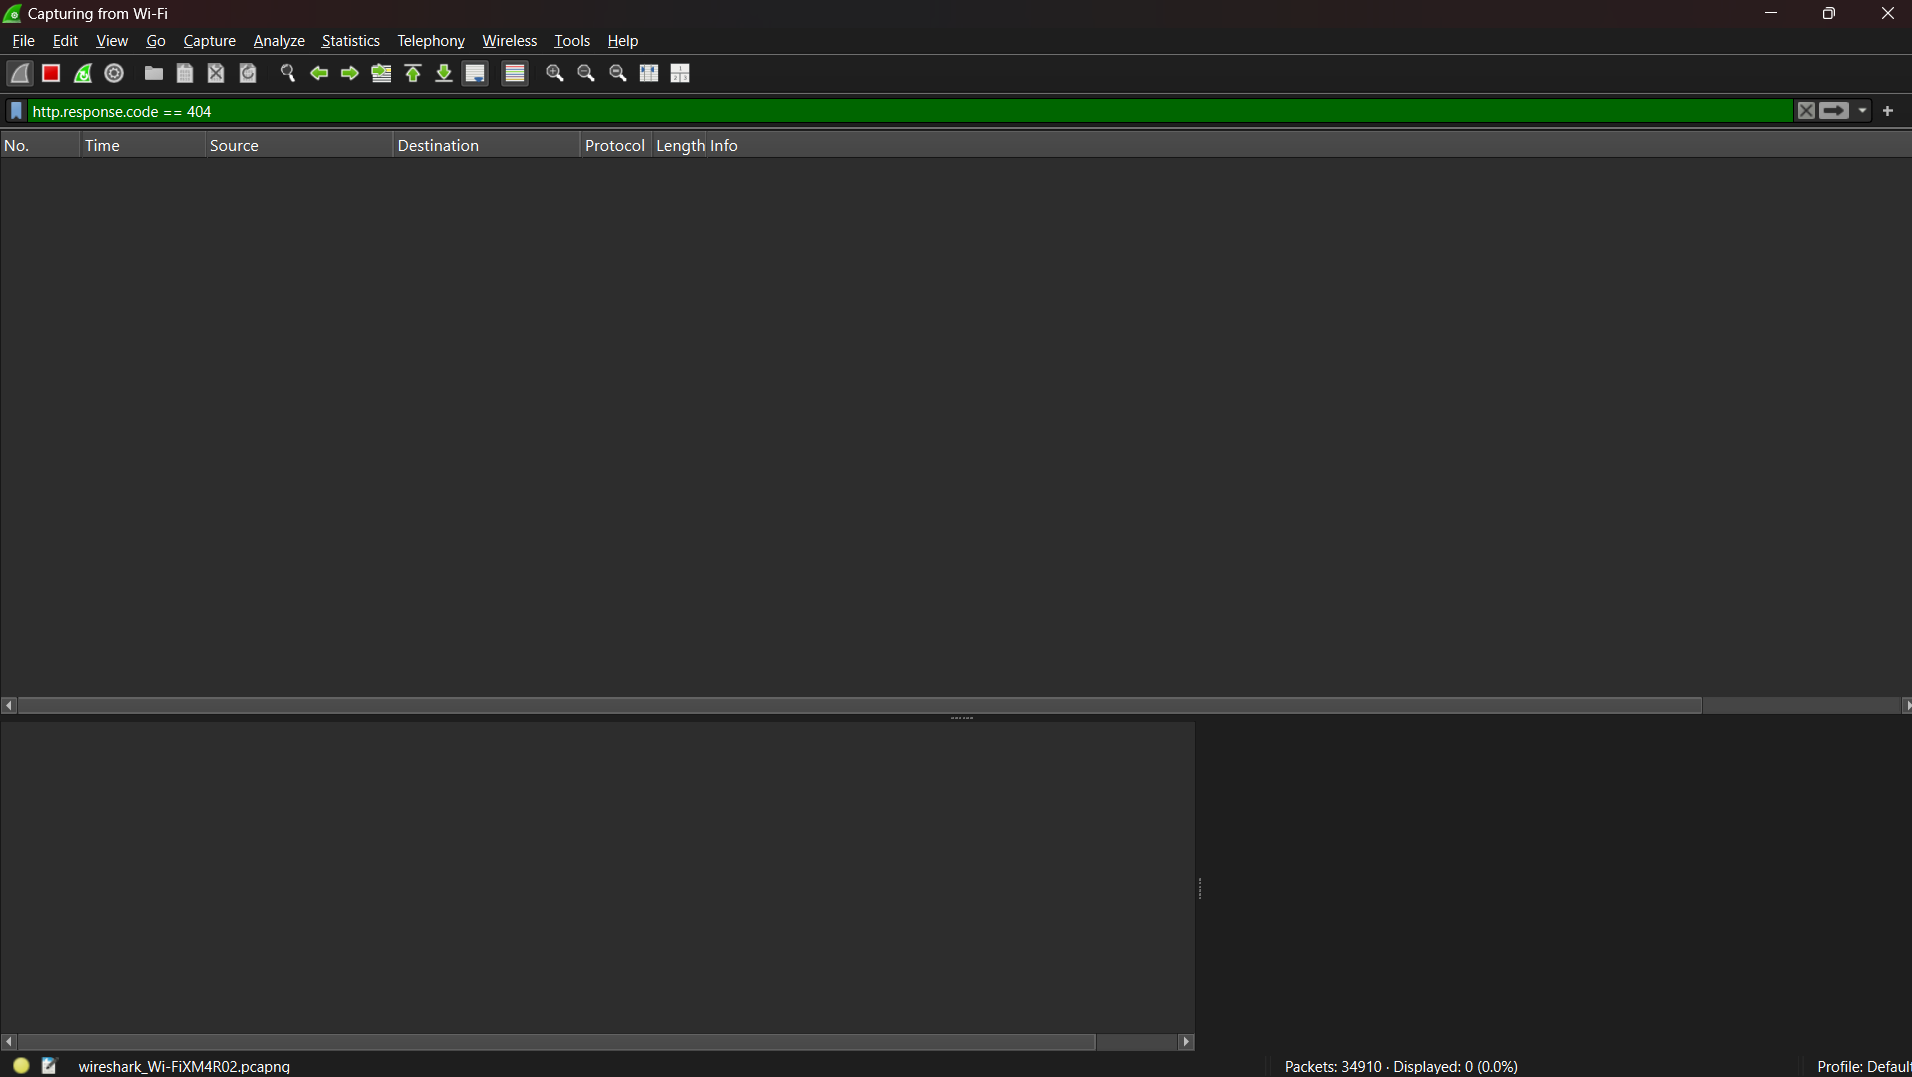 Capturing from Wi-Fi
File Edit View Go Capture Analyze Statistics Telephony Wireless Tools Help
http.response.code == 404
No. Time Source Destination Protocol Length Info
wireshark_Wi-FiXM4R02.pcapng Packets: 34910 · Displayed: 0 (0.0%) Profile: Default